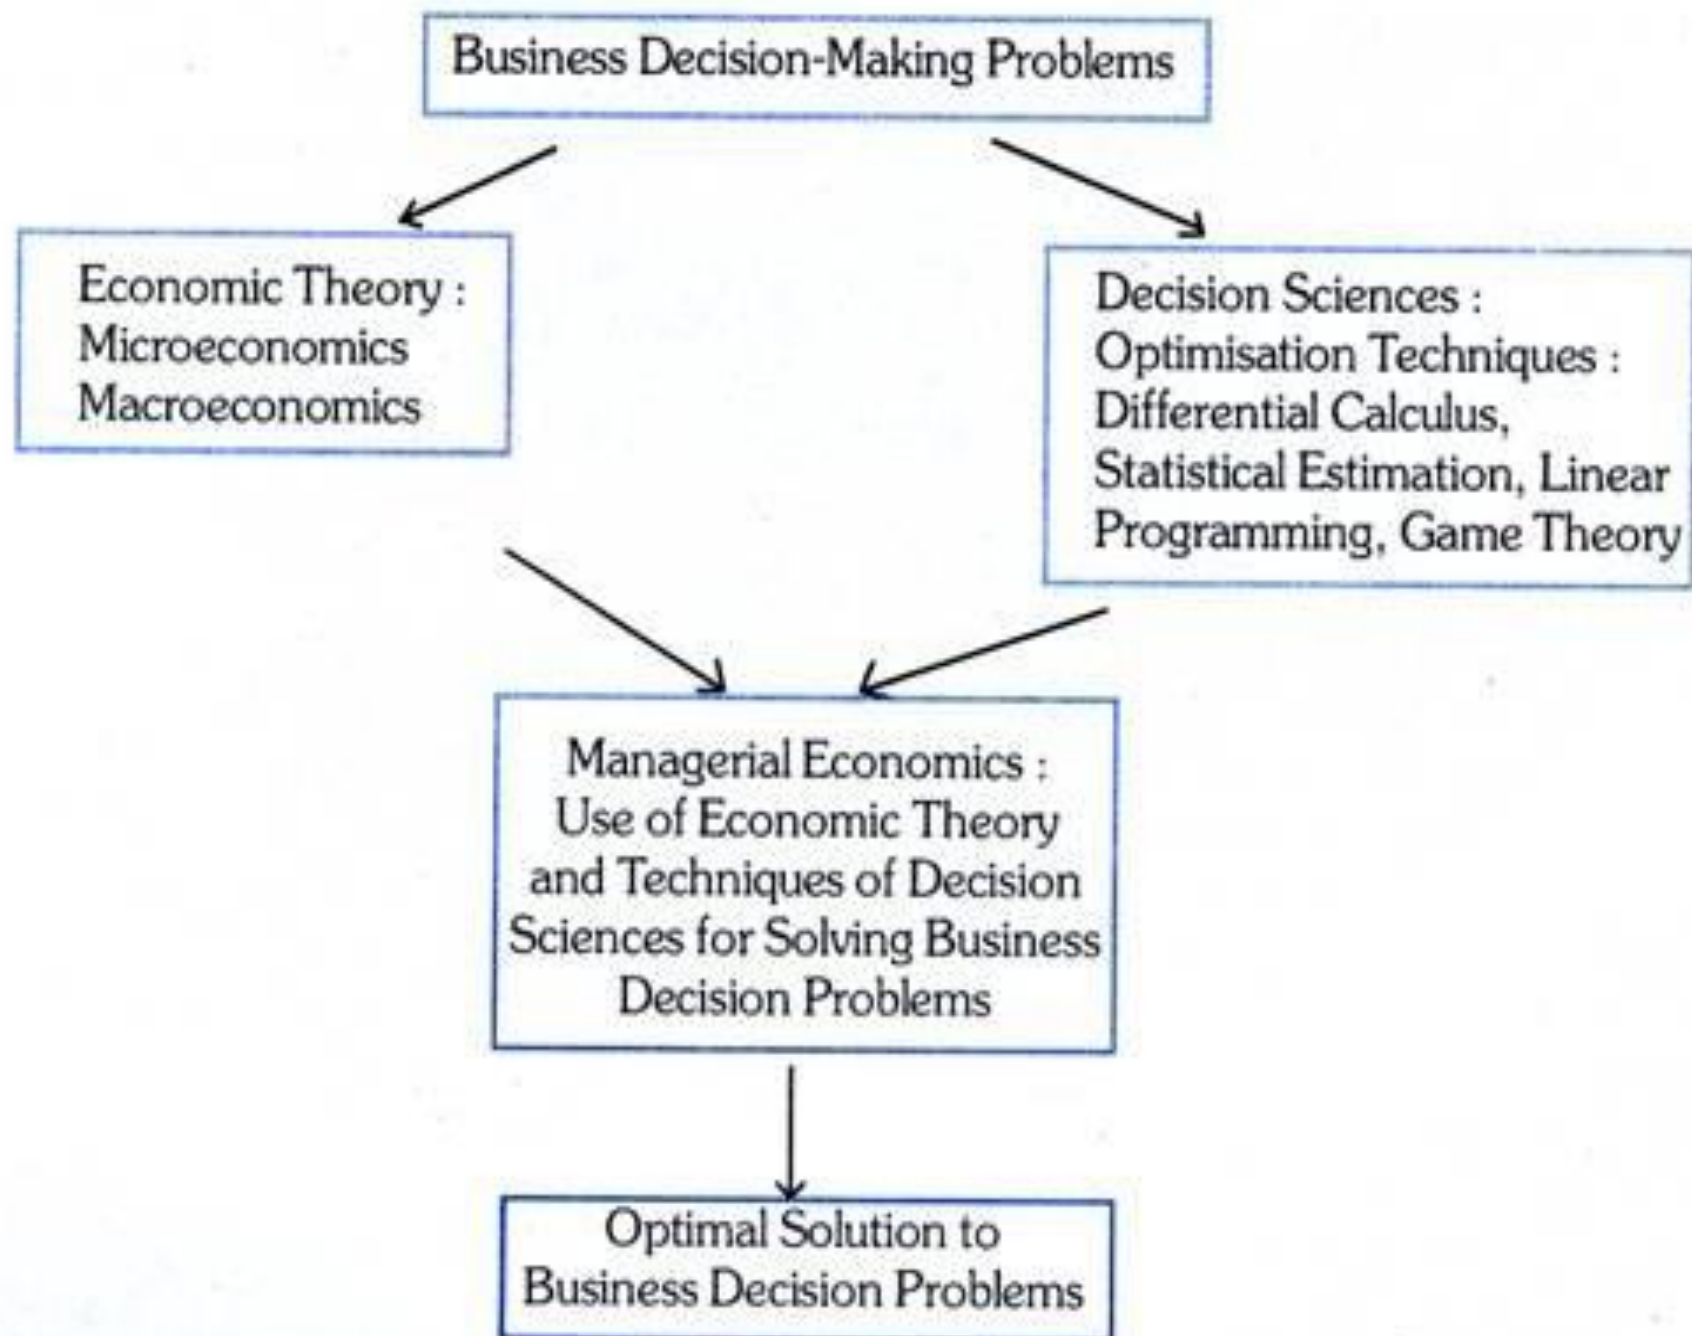 Business Decision-Making Problems
Economic Theory :
Microeconomics
Macroeconomics
Decision Sciences :
Optimisation Techniques :
Differential Calculus,
Statistical Estimation, Linear
Programming, Game Theory
Managerial Economics :
Use of Economic Theory
and Techniques of Decision
Sciences for Solving Business
Decision Problems
Optimal Solution to
Business Decision Problems